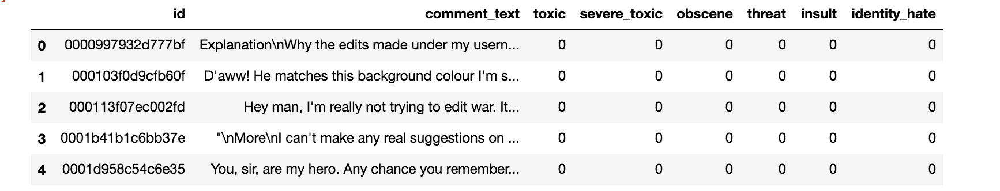 id comment_text toxic severe_toxic obscene threat insult identity_hate
0 0000997932d777bf Explanation\nWhy the edits made under my usern... 0 0 0 0 0 0
1 000103f0d9cfb60f D'aww! He matches this background colour I'm s... 0 0 0 0 0 0
2 000113f07ec002fd Hey man, I'm really not trying to edit war. It... 0 0 0 0 0 0
3 0001b41b1c6bb37e "\nMore\nI can't make any real suggestions on ... 0 0 0 0 0 0
4 0001d958c54c6e35 You, sir, are my hero. Any chance you remember... 0 0 0 0 0 0